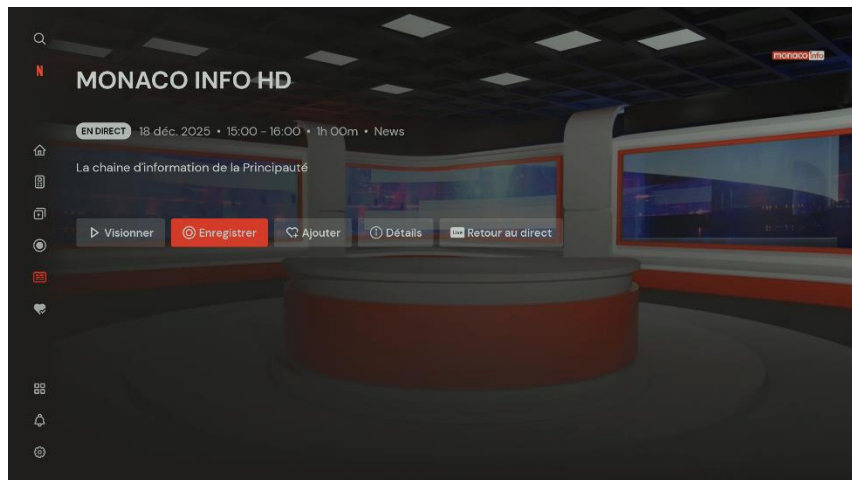 monaco info
N
MONACO INFO HD
EN DIRECT 18 déc. 2025 • 15:00 - 16:00 • 1h 00m • News
La chaine d'information de la Principauté
Visionner Enregistrer Ajouter Détails Live Retour au direct